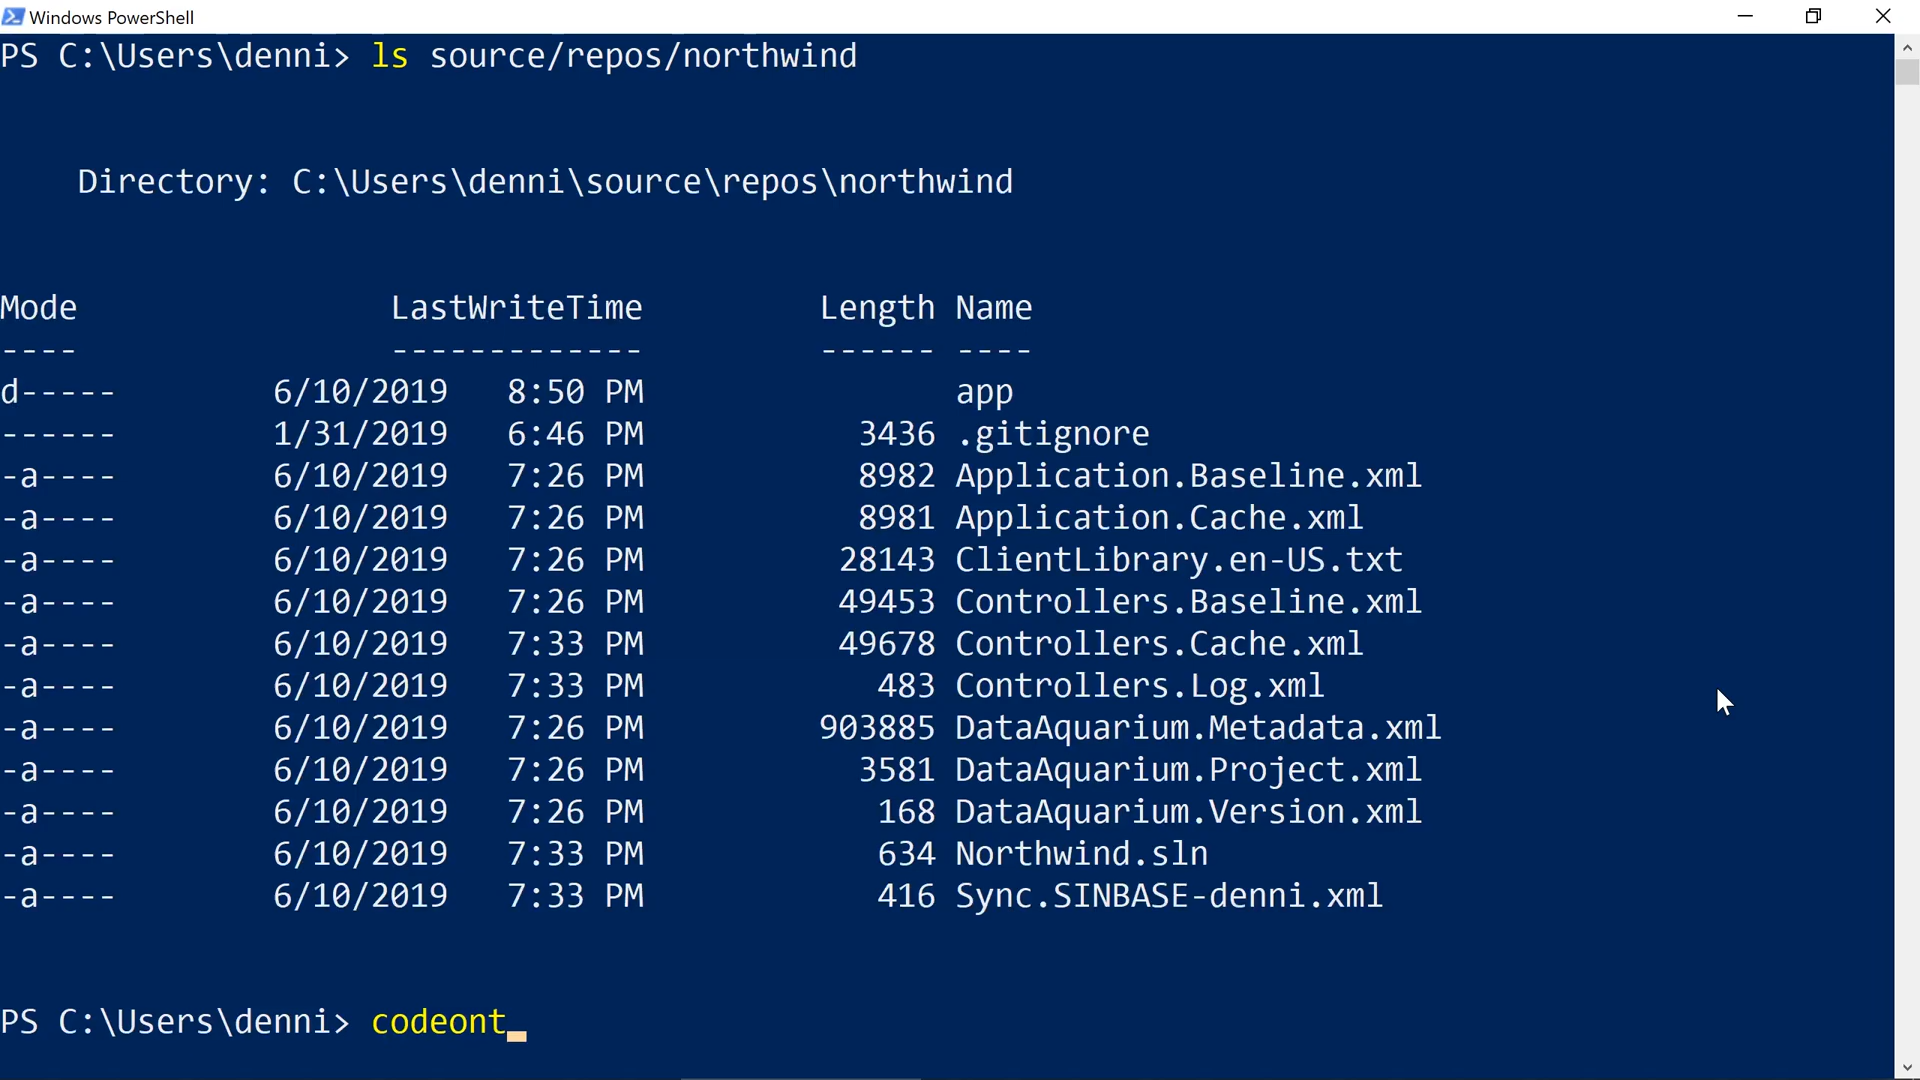 Windows PowerShell
PS C:\Users\denni> ls source/repos/northwind
Directory: C:\Users\denni\source\repos\northwind
Mode LastWriteTime Length Name
---- ------------- ------ ----
d----- 6/10/2019 8:50 PM app
------ 1/31/2019 6:46 PM 3436 .gitignore
-a---- 6/10/2019 7:26 PM 8982 Application.Baseline.xml
-a---- 6/10/2019 7:26 PM 8981 Application.Cache.xml
-a---- 6/10/2019 7:26 PM 28143 ClientLibrary.en-US.txt
-a---- 6/10/2019 7:26 PM 49453 Controllers.Baseline.xml
-a---- 6/10/2019 7:33 PM 49678 Controllers.Cache.xml
-a---- 6/10/2019 7:33 PM 483 Controllers.Log.xml
-a---- 6/10/2019 7:26 PM 903885 DataAquarium.Metadata.xml
-a---- 6/10/2019 7:26 PM 3581 DataAquarium.Project.xml
-a---- 6/10/2019 7:26 PM 168 DataAquarium.Version.xml
-a---- 6/10/2019 7:33 PM 634 Northwind.sln
-a---- 6/10/2019 7:33 PM 416 Sync.SINBASE-denni.xml
PS C:\Users\denni> codeont